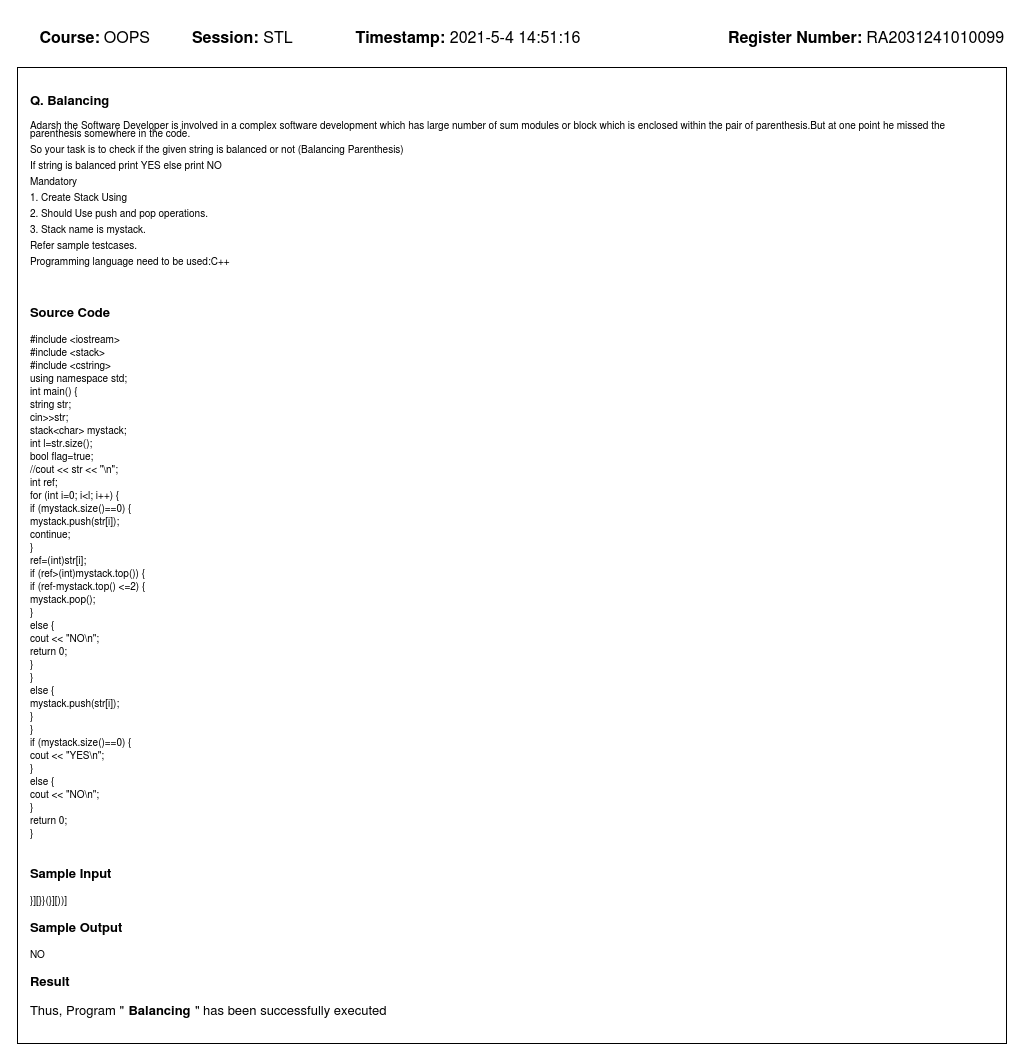 Course: OOPS Session: STL Timestamp: 2021-5-4 14:51:16 Register Number: RA2031241010099
Q. Balancing
Adarsh the Software Developer is involved in a complex software development which has large number of sum modules or block which is enclosed within the pair of parenthesis.But at one point he missed the
parenthesis somewhere in the code.
So your task is to check if the given string is balanced or not (Balancing Parenthesis)
If string is balanced print YES else print NO
Mandatory
1. Create Stack Using
2. Should Use push and pop operations.
3. Stack name is mystack.
Refer sample testcases.
Programming language need to be used:C++
Source Code
#include <iostream>
#include <stack>
#include <cstring>
using namespace std;
int main() {
string str;
cin>>str;
stack<char> mystack;
int l=str.size();
bool flag=true;
//cout << str << "\n";
int ref;
for (int i=0; i<l; i++) {
if (mystack.size()==0) {
mystack.push(str[i]);
continue;
}
ref=(int)str[i];
if (ref>(int)mystack.top()) {
if (ref-mystack.top() <=2) {
mystack.pop();
}
else {
cout << "NO\n";
return 0;
}
}
else {
mystack.push(str[i]);
}
}
if (mystack.size()==0) {
cout << "YES\n";
}
else {
cout << "NO\n";
}
return 0;
}
Sample Input
Sample Output
NO
Result
Thus, Program " Balancing " has been successfully executed